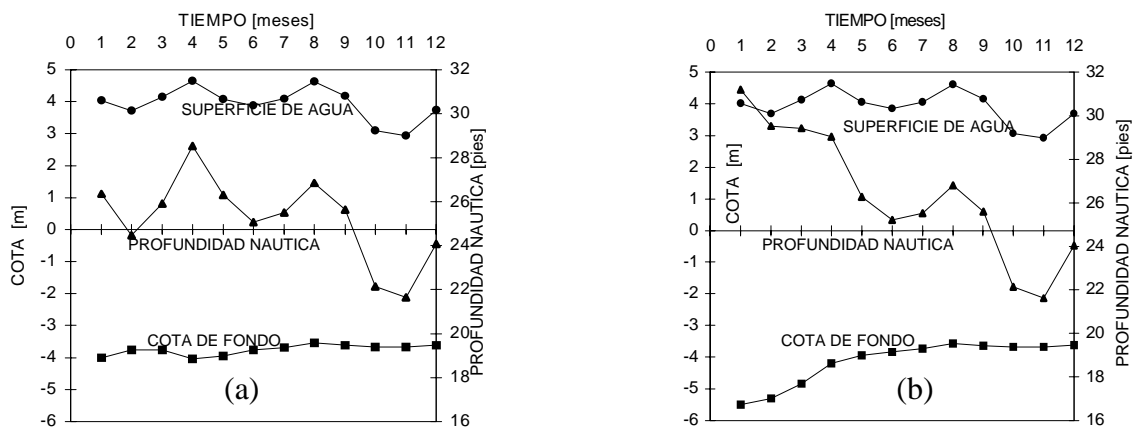 TIEMPO [meses]
0 1 2 3 4 5 6 7 8 9 10 11 12
5
4
3
2
1
0
-1
-2
-3
-4
-5
-6
COTA [m]
SUPERFICIE DE AGUA
PROFUNDIDAD NAUTICA
COTA DE FONDO
(a)
32
30
28
26
24
22
20
18
16
PROFUNDIDAD NAUTICA [pies]
TIEMPO [meses]
0 1 2 3 4 5 6 7 8 9 10 11 12
5
4
3
2
1
0
-1
-2
-3
-4
-5
-6
COTA [m]
SUPERFICIE DE AGUA
PROFUNDIDAD NAUTICA
COTA DE FONDO
(b)
32
30
28
26
24
22
20
18
16
PROFUNDIDAD NAUTICA [pies]